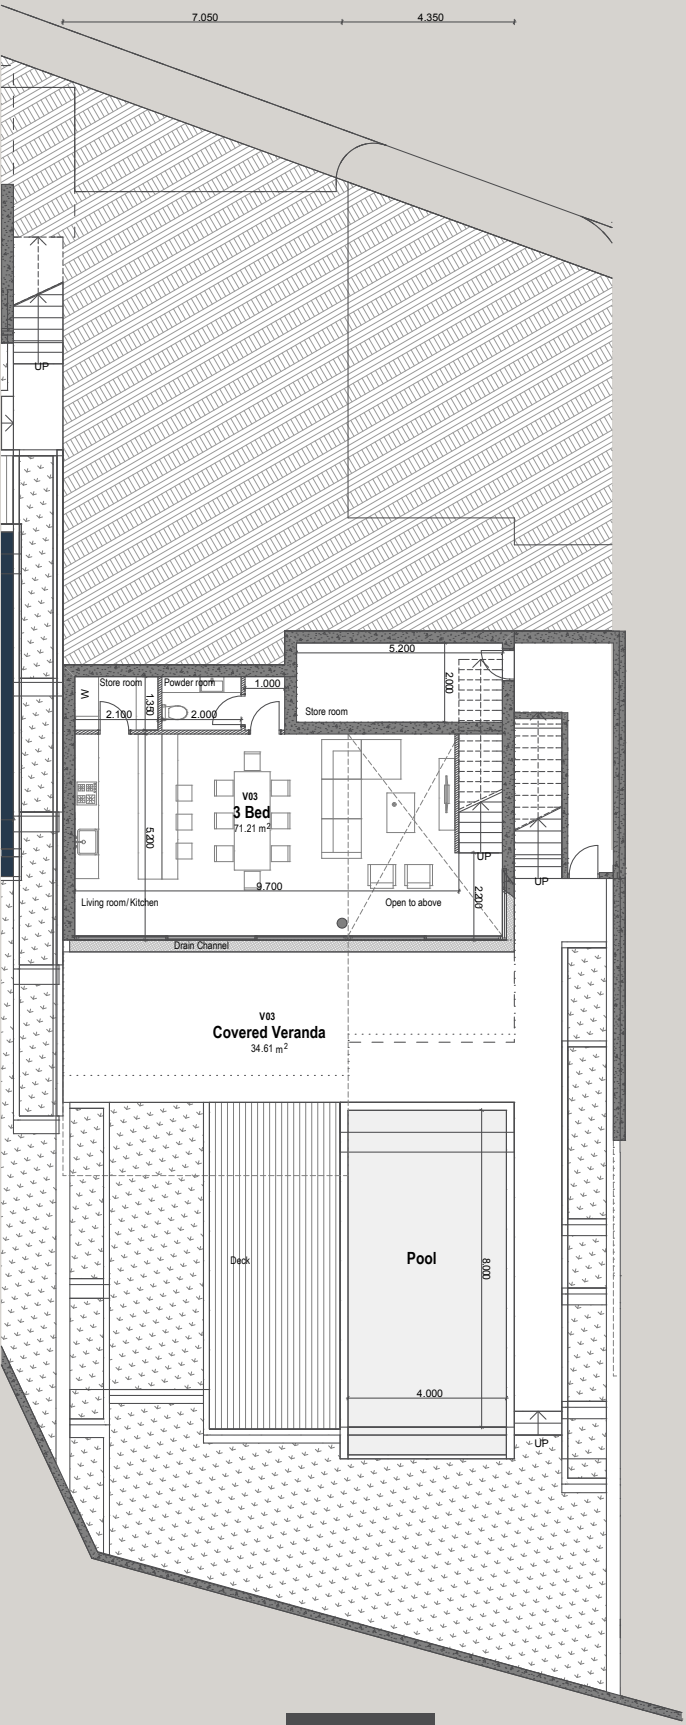 7.050
4.350
UP
5.200
Store room
Powder room
1.000
2.000
W
1.350
2.100
2.000
Store room
V03
3 Bed
71.21 m²
5.200
UP
UP
9.700
2.200
Living room/ Kitchen
Open to above
Drain Channel
V03
Covered Veranda
34.61 m²
Deck
Pool
8.000
4.000
UP